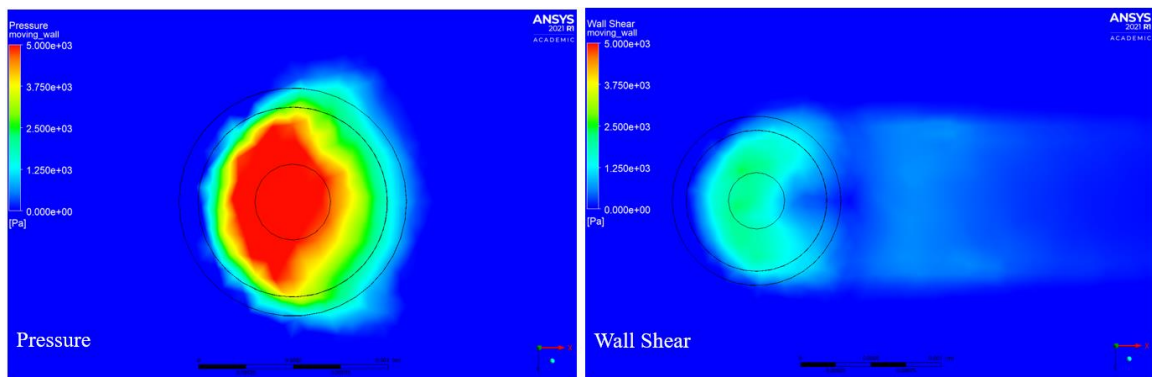 Pressure
moving_wall
5.000e+03
3.750e+03
2.500e+03
1.250e+03
0.000e+00
[Pa]
ANSYS
2021 R1
ACADEMIC
Pressure
X
Wall Shear
moving_wall
5.000e+03
3.750e+03
2.500e+03
1.250e+03
0.000e+00
[Pa]
ANSYS
2021 R1
ACADEMIC
Wall Shear
X